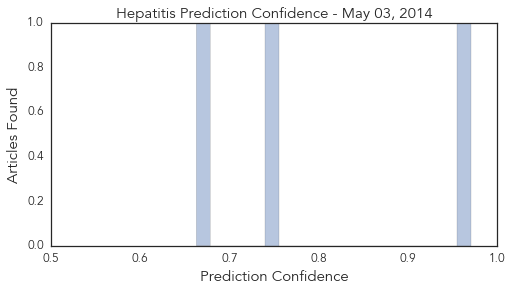 Hepatitis Prediction Confidence - May 03, 2014
1.0
0.8
0.6
0.4
0.2
0.0
Articles Found
0.5 0.6 0.7 0.8 0.9 1.0
Prediction Confidence